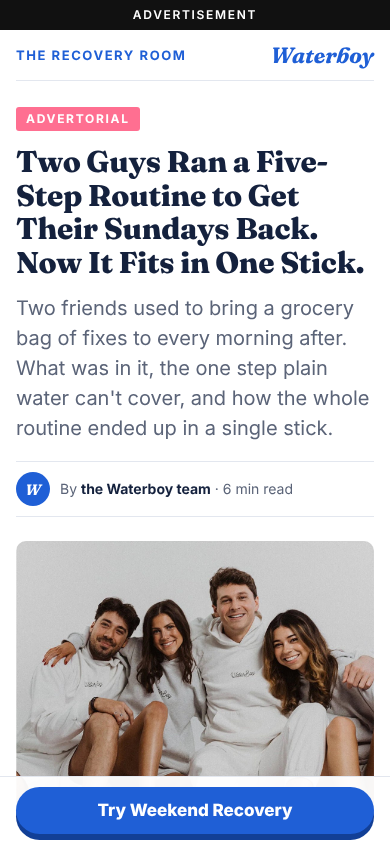 ADVERTISEMENT
THE RECOVERY ROOM
Waterboy
ADVERTORIAL
Two Guys Ran a Five-
Step Routine to Get
Their Sundays Back.
Now It Fits in One Stick.
Two friends used to bring a grocery
bag of fixes to every morning after.
What was in it, the one step plain
water can't cover, and how the whole
routine ended up in a single stick.
W
By the Waterboy team · 6 min read
Try Weekend Recovery